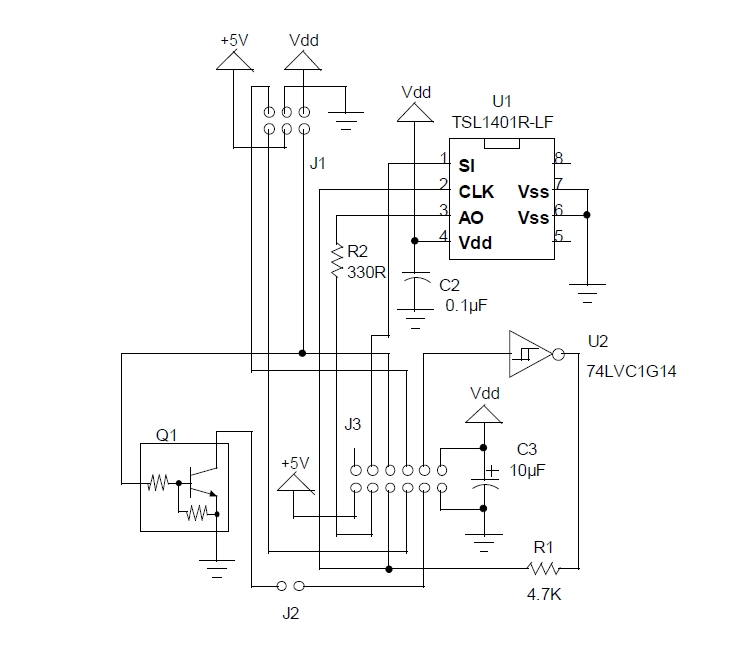 +5V
Vdd
Vdd
U1
TSL1401R-LF
J1
1
SI
8
2
CLK
Vss
7
3
AO
Vss
6
4
Vdd
5
R2
330R
C2
0.1µF
U2
74LVC1G14
Vdd
J3
Q1
C3
10µF
+5V
+
R1
4.7K
J2